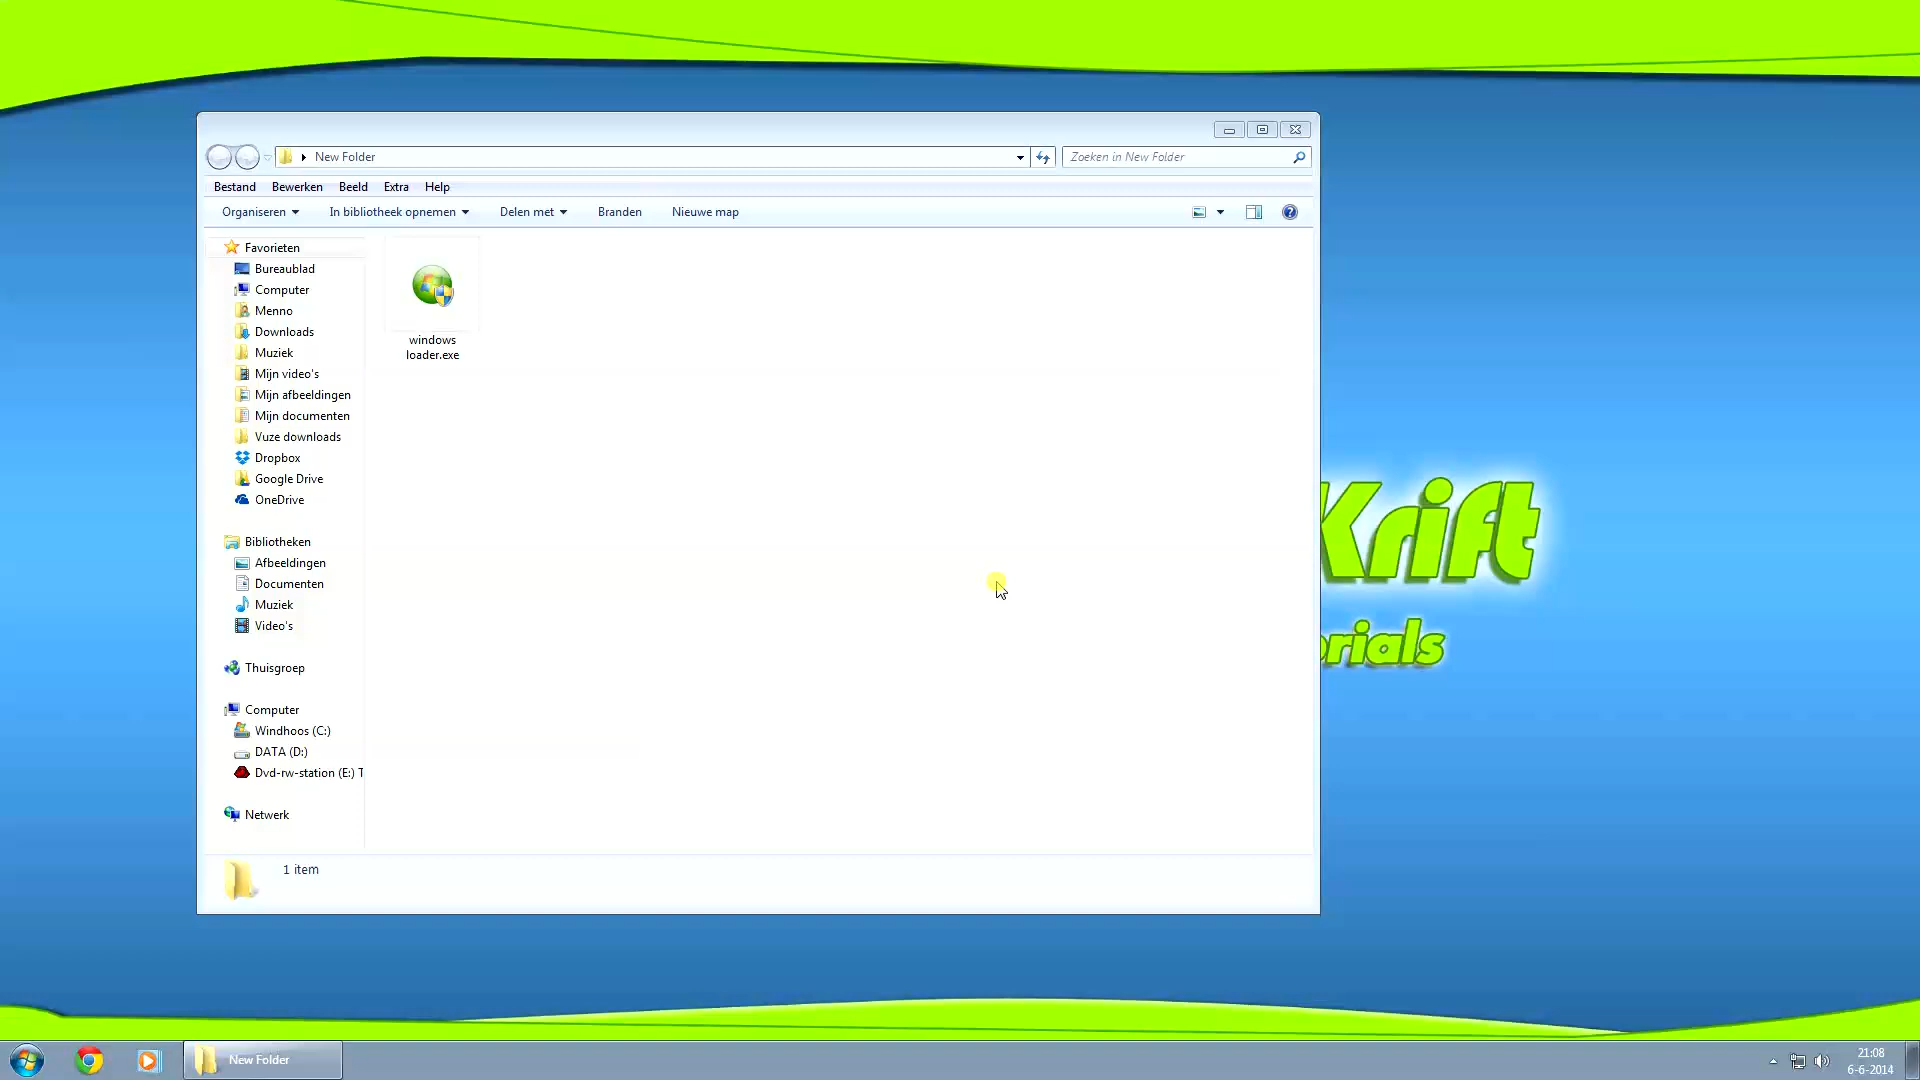 New Folder
Zoeken in New Folder
Bestand Bewerken Beeld Extra Help
Organiseren In bibliotheek opnemen Delen met Branden Nieuwe map
Favorieten
Bureaublad
Computer
Menno
Downloads
Muziek
Mijn video's
Mijn afbeeldingen
Mijn documenten
Vuze downloads
Dropbox
Google Drive
OneDrive
Bibliotheken
Afbeeldingen
Documenten
Muziek
Video's
Thuisgroep
Computer
Windhoos (C:)
DATA (D:)
Dvd-rw-station (E:) T
Netwerk
windows
loader.exe
1 item
Krift
orials
New Folder
21:08
6-6-2014